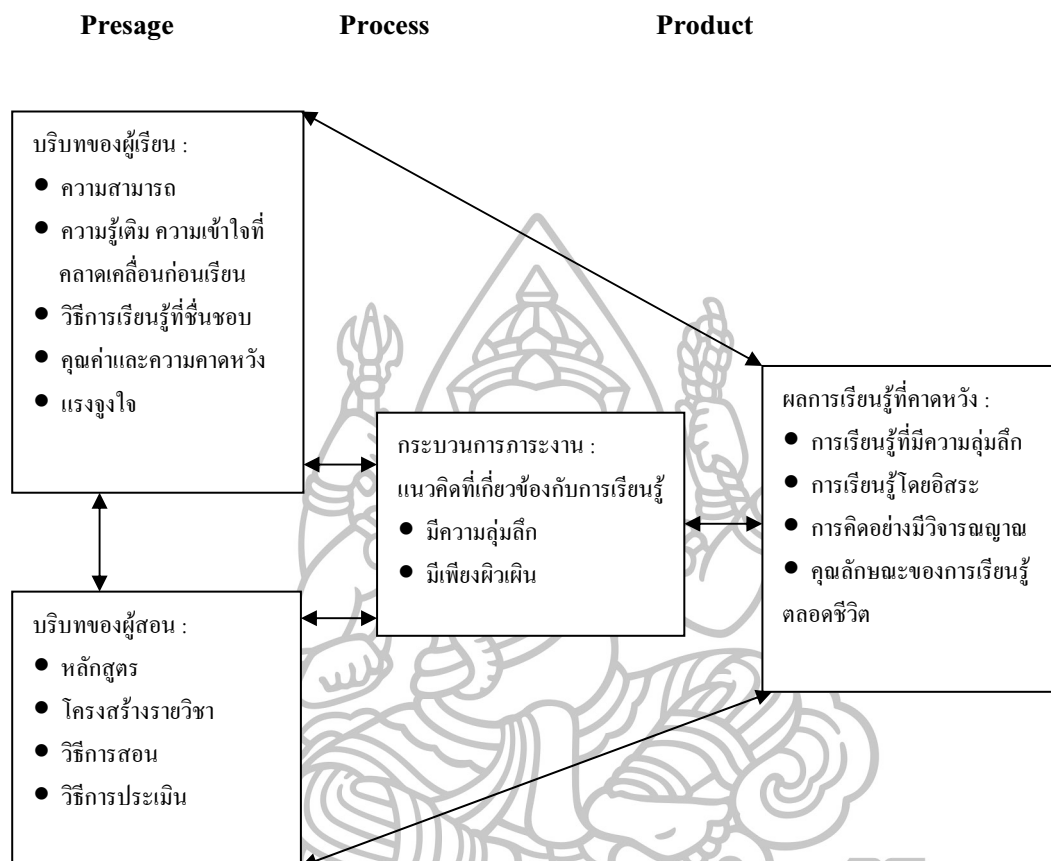 Presage Process Product
บริบทของผู้เรียน :
● ความสามารถ
● ความรู้เติม ความเข้าใจที่
คลาดเคลื่อนก่อนเรียน
● วิธีการเรียนรู้ที่ชื่นชอบ
● คุณค่าและความคาดหวัง
● แรงจูงใจ
บริบทของผู้สอน :
● หลักสูตร
● โครงสร้างรายวิชา
● วิธีการสอน
● วิธีการประเมิน
กระบวนการภาระงาน :
แนวคิดที่เกี่ยวข้องกับการเรียนรู้
● มีความลุ่มลึก
● มีเพียงผิวเผิน
ผลการเรียนรู้ที่คาดหวัง :
● การเรียนรู้ที่มีความลุ่มลึก
● การเรียนรู้โดยอิสระ
● การคิดอย่างมีวิจารณญาณ
● คุณลักษณะของการเรียนรู้
ตลอดชีวิต